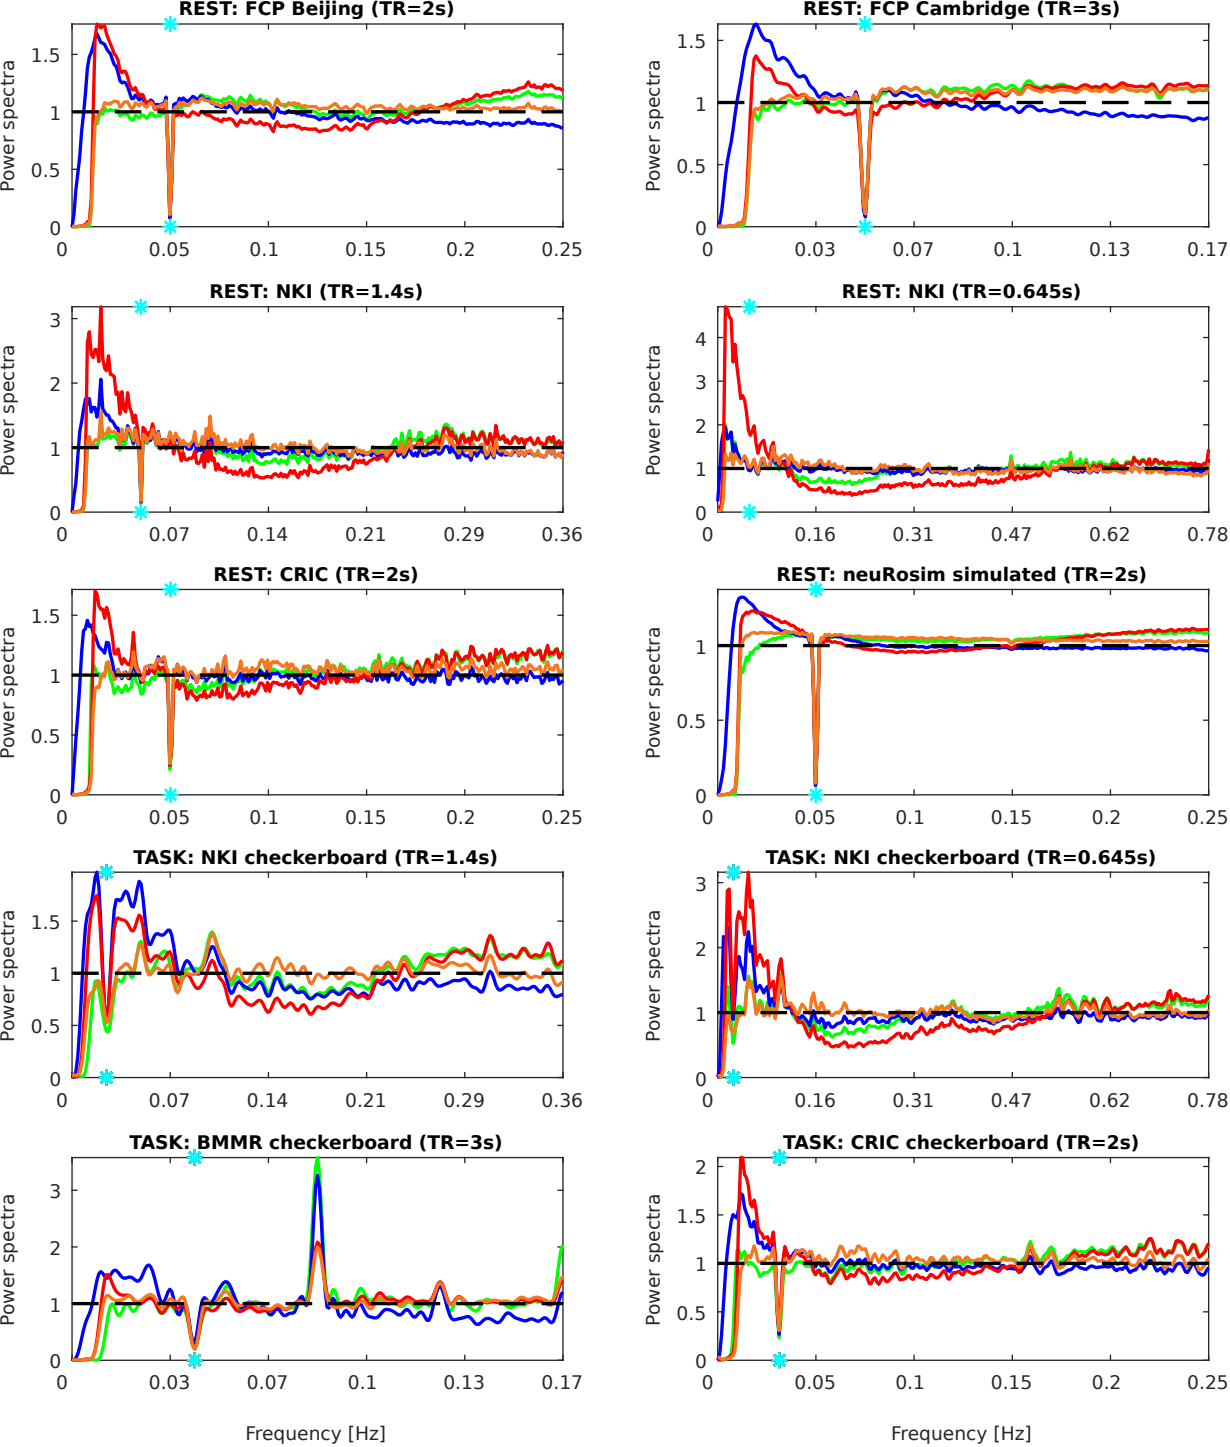 REST: FCP Beijing (TR=2s)
Power spectra
1.5
1
0.5
0
0 0.05 0.1 0.15 0.2 0.25
REST: FCP Cambridge (TR=3s)
Power spectra
1.5
1
0.5
0
0 0.03 0.07 0.1 0.13 0.17
REST: NKI (TR=1.4s)
Power spectra
3
2
1
0
0 0.07 0.14 0.21 0.29 0.36
REST: NKI (TR=0.645s)
Power spectra
4
3
2
1
0
0 0.16 0.31 0.47 0.62 0.78
REST: CRIC (TR=2s)
Power spectra
1.5
1
0.5
0
0 0.05 0.1 0.15 0.2 0.25
REST: neuRosim simulated (TR=2s)
Power spectra
1
0.5
0
0 0.05 0.1 0.15 0.2 0.25
TASK: NKI checkerboard (TR=1.4s)
Power spectra
1.5
1
0.5
0
0 0.07 0.14 0.21 0.29 0.36
TASK: NKI checkerboard (TR=0.645s)
Power spectra
3
2
1
0
0 0.16 0.31 0.47 0.62 0.78
TASK: BMMR checkerboard (TR=3s)
Power spectra
3
2
1
0
0 0.03 0.07 0.1 0.13 0.17
Frequency [Hz]
TASK: CRIC checkerboard (TR=2s)
Power spectra
2
1.5
1
0.5
0
0 0.05 0.1 0.15 0.2 0.25
Frequency [Hz]